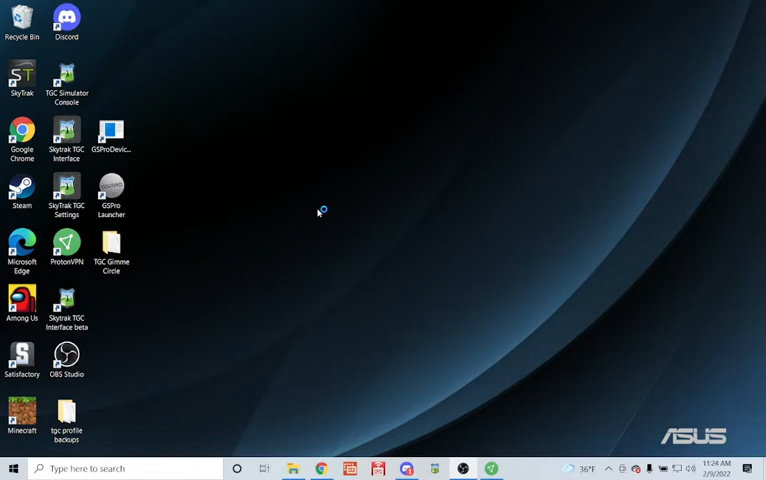 Recycle Bin
Discord
ST
SkyTrak
TGC Simulator
Console
Google
Chrome
Skytrak TGC
Interface
GSProDevic...
Steam
SkyTrak TGC
Settings
GSPro
Launcher
Microsoft
Edge
ProtonVPN
TGC Gimme
Circle
Among Us
Skytrak TGC
Interface beta
Satisfactory
OBS Studio
Minecraft
tgc profile
backups
ASUS
Type here to search
36°F
11:24 AM
2/9/2022